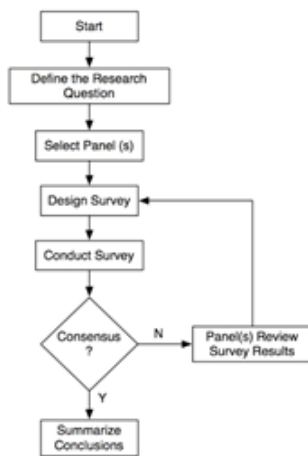 Start
Define the Research
Question
Select Panel (s)
Design Survey
Conduct Survey
Consensus
?
N
Panel(s) Review
Survey Results
Y
Summarize
Conclusions